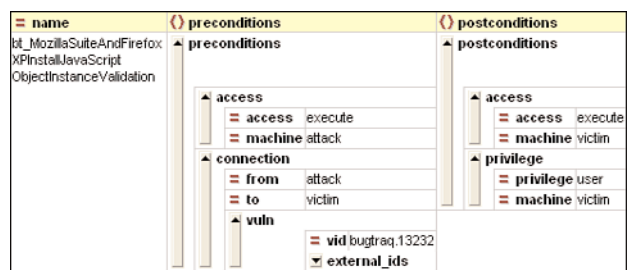 = name () preconditions () postconditions
bt_MozillaSuiteAndFirefox preconditions postconditions
XPInstallJavaScript
ObjectInstanceValidation
access access
= access execute = access execute
= machine attack = machine victim
connection privilege
= from attack = privilege user
= to victim = machine victim
vuln
= vid bugtraq.13232
external_ids